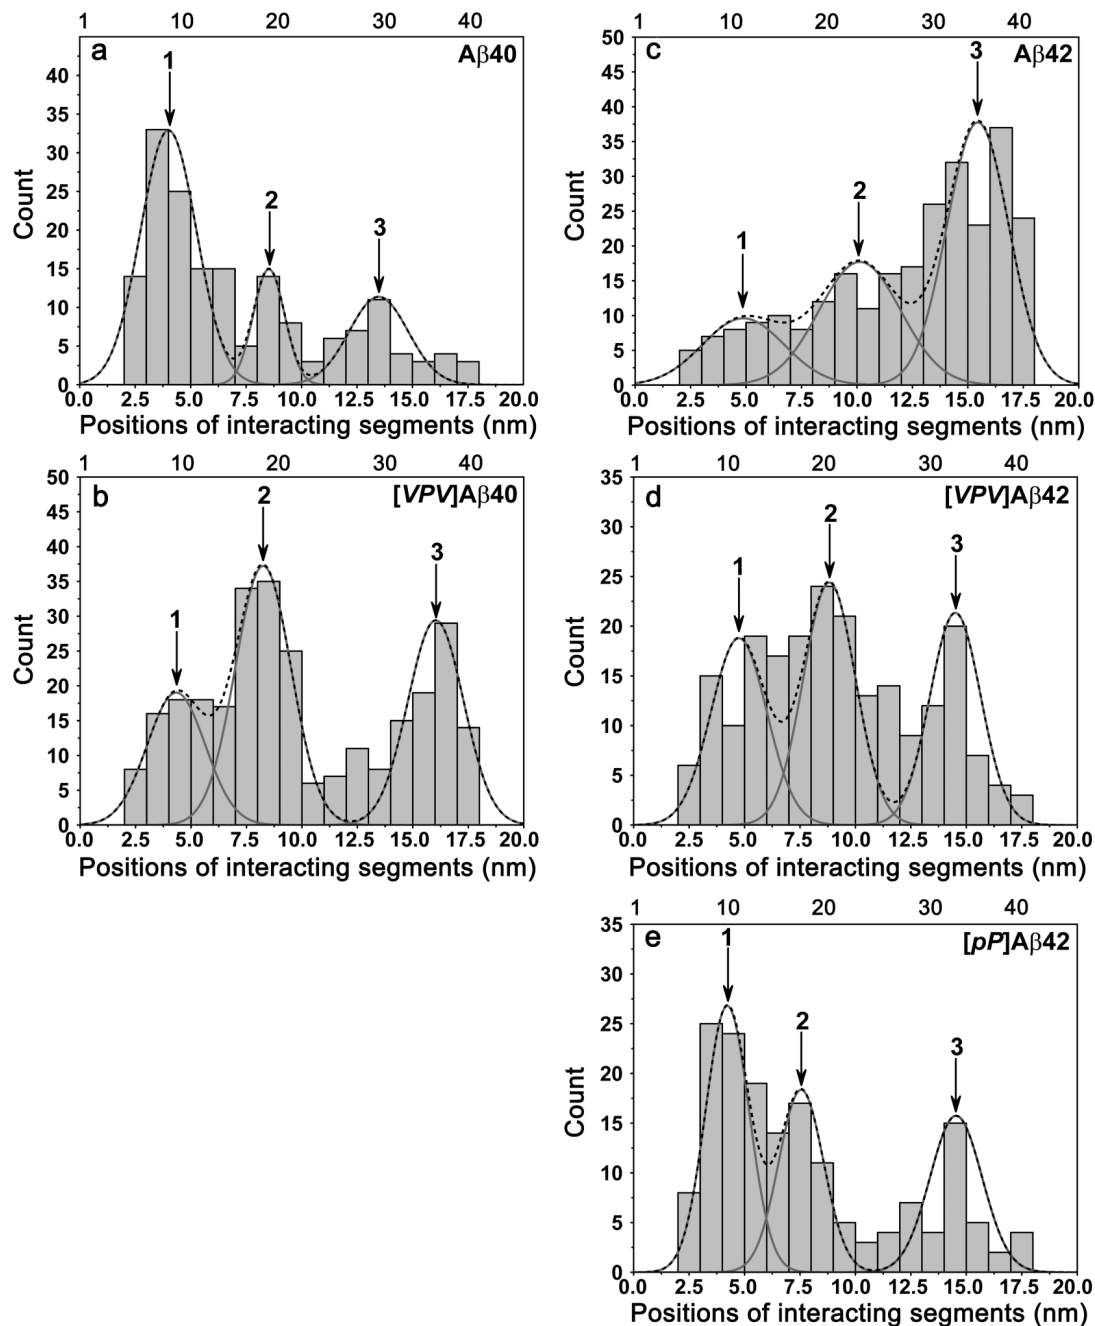 1 10 20 30 40
a Aβ40
1 2 3
Count
40
35
30
25
20
15
10
5
0
0.0 2.5 5.0 7.5 10.0 12.5 15.0 17.5 20.0
Positions of interacting segments (nm)
1 10 20 30 40
c Aβ42
1 2 3
Count
50
45
40
35
30
25
20
15
10
5
0
0.0 2.5 5.0 7.5 10.0 12.5 15.0 17.5 20.0
Positions of interacting segments (nm)
1 10 20 30 40
b [VPV]Aβ40
1 2 3
Count
50
45
40
35
30
25
20
15
10
5
0
0.0 2.5 5.0 7.5 10.0 12.5 15.0 17.5 20.0
Positions of interacting segments (nm)
1 10 20 30 40
d [VPV]Aβ42
1 2 3
Count
35
30
25
20
15
10
5
0
0.0 2.5 5.0 7.5 10.0 12.5 15.0 17.5 20.0
Positions of interacting segments (nm)
1 10 20 30 40
e [pP]Aβ42
1 2 3
Count
35
30
25
20
15
10
5
0
0.0 2.5 5.0 7.5 10.0 12.5 15.0 17.5 20.0
Positions of interacting segments (nm)